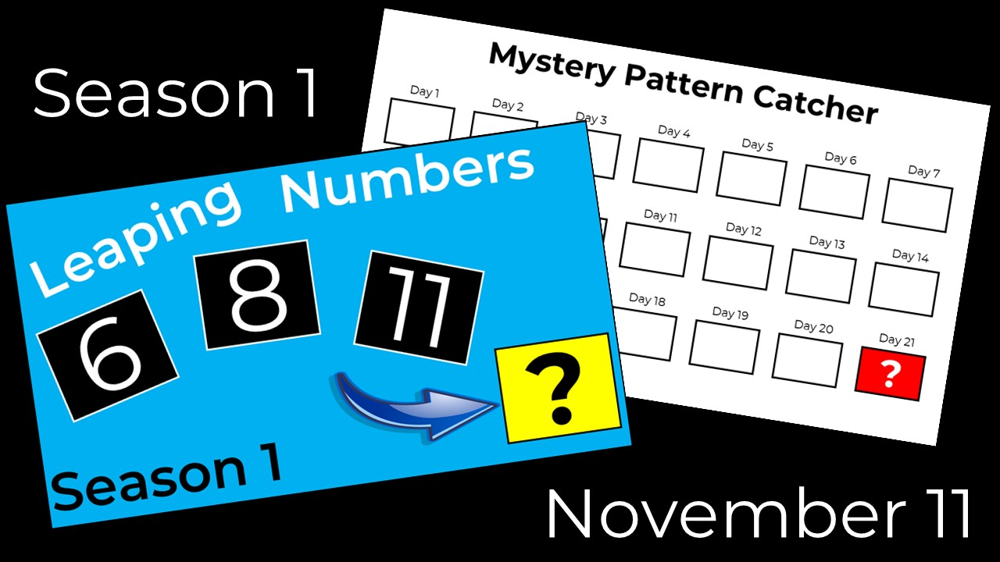 Season 1
Mystery Pattern Catcher
Day 1
Day 2
Day 3
Day 4
Day 5
Day 6
Day 7
Day 11
Day 12
Day 13
Day 14
Day 18
Day 19
Day 20
Day 21
?
Leaping Numbers
6
8
11
?
Season 1
November 11